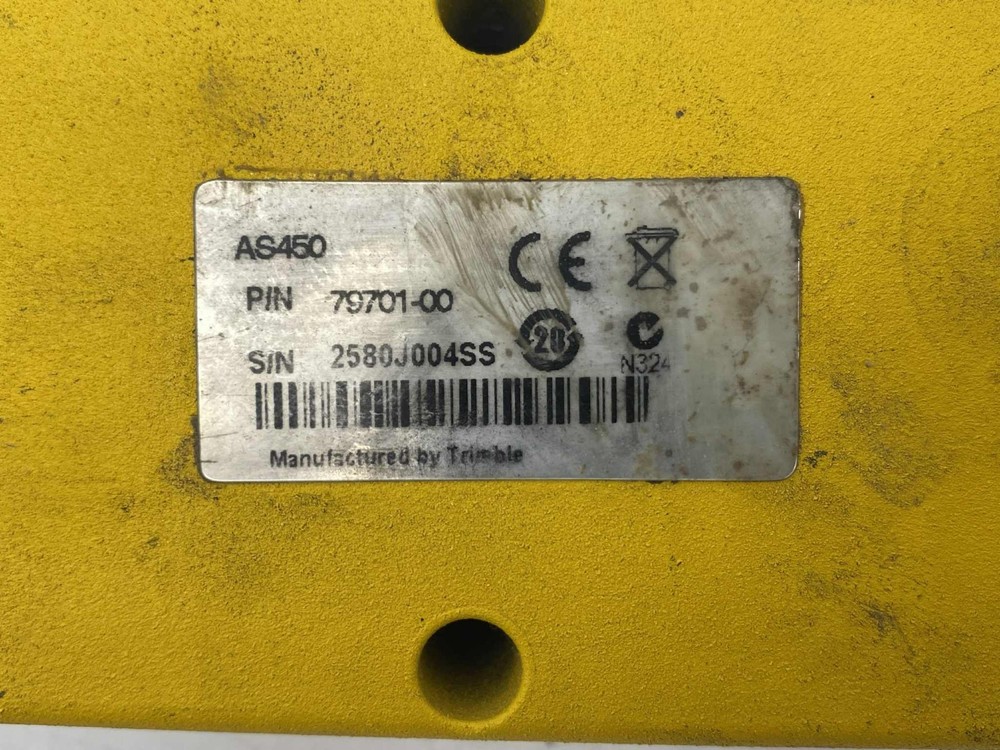 AS450
CE
P/N 79701-00
20
S/N 2580J004SS
N324
Manufactured by Trimble